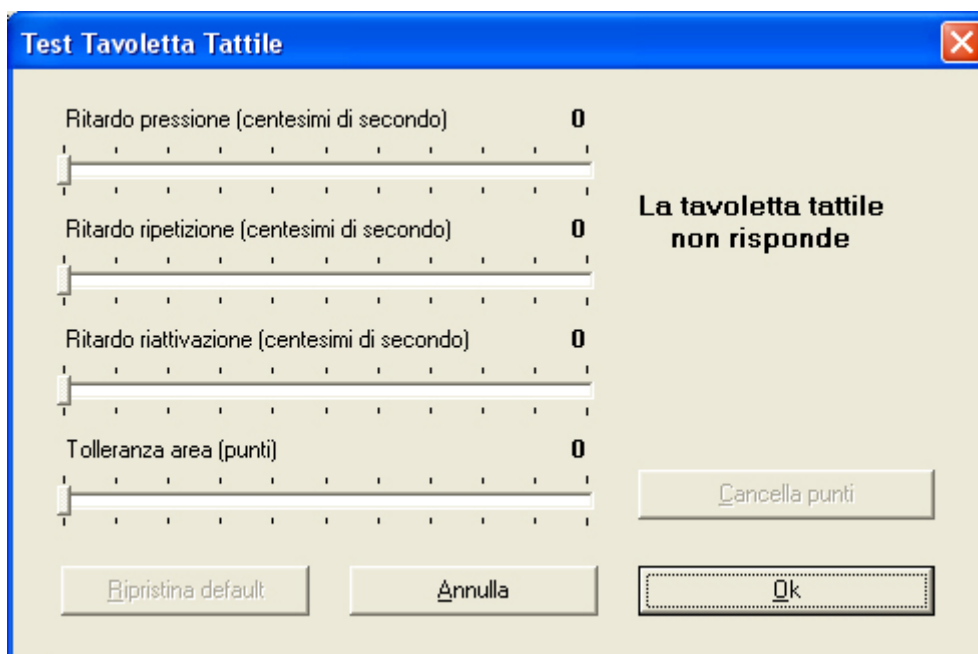 Test Tavoletta Tattile
Ritardo pressione (centesimi di secondo) 0
Ritardo ripetizione (centesimi di secondo) 0
Ritardo riattivazione (centesimi di secondo) 0
Tolleranza area (punti) 0
La tavoletta tattile
non risponde
Cancella punti
Ripristina default
Annulla
Ok